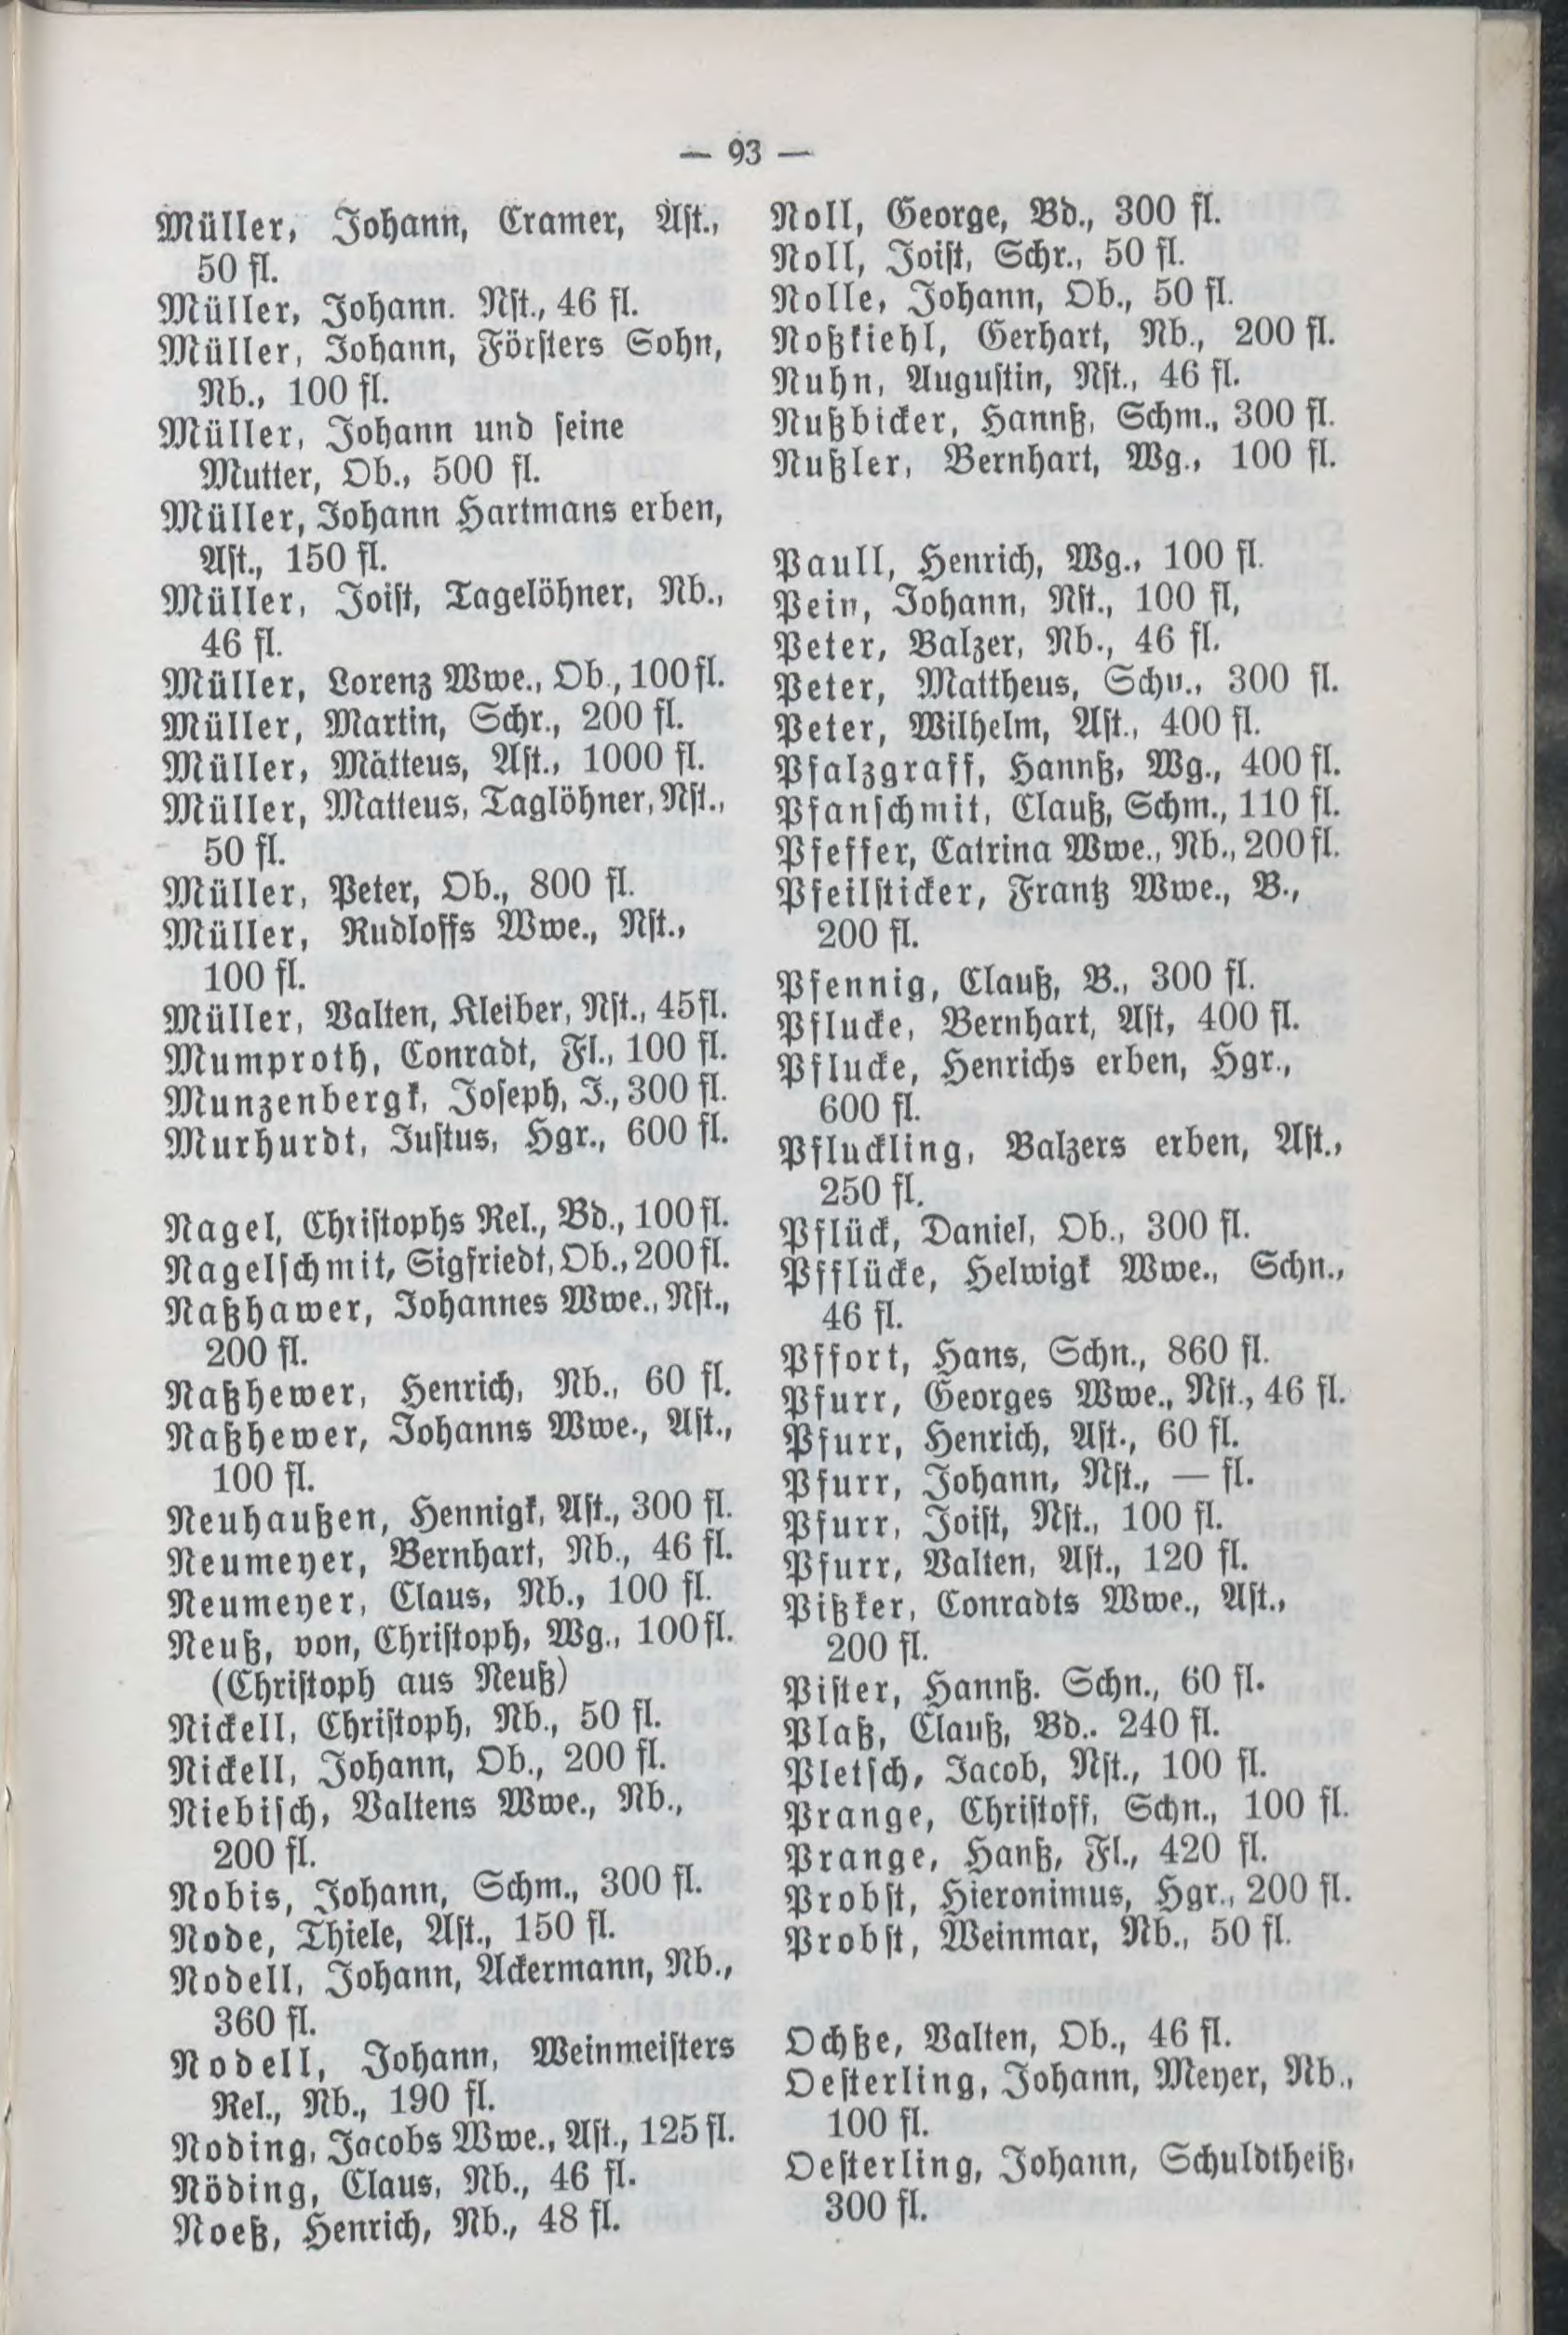 — 93 —
Müller, Johann, Cramer, Ast.,
50 fl.
Müller, Johann. Nst., 46 fl.
Müller, Johann, Försters Sohn,
Nb., 100 fl.
Müller, Johann und seine
Mutter, Ob., 500 fl.
Müller, Johann Hartmans erben,
Ast., 150 fl.
Müller, Joist, Tagelöhner, Nb.,
46 fl.
Müller, Lorenz Wwe., Ob., 100 fl.
Müller, Martin, Schr., 200 fl.
Müller, Mätteus, Ast., 1000 fl.
Müller, Matteus, Taglöhner, Nst.,
50 fl.
Müller, Peter, Ob., 800 fl.
Müller, Rudloffs Wwe., Nst.,
100 fl.
Müller, Valten, Kleiber, Nst., 45 fl.
Mumproth, Conradt, Fl., 100 fl.
Munzenbergk, Joseph, J., 300 fl.
Murhurdt, Justus, Hgr., 600 fl.
Nagel, Christophs Rel., Bd., 100 fl.
Nagelschmit, Sigfriedt, Ob., 200 fl.
Naßhawer, Johannes Wwe., Nst.,
200 fl.
Naßhewer, Henrich, Nb., 60 fl.
Naßhewer, Johanns Wwe., Ast.,
100 fl.
Neuhaußen, Hennigk, Ast., 300 fl.
Neumeyer, Bernhart, Nb., 46 fl.
Neumeyer, Claus, Nb., 100 fl.
Neuß, von, Christoph, Wg., 100 fl.
(Christoph aus Neuß)
Nickell, Christoph, Nb., 50 fl.
Nickell, Johann, Ob., 200 fl.
Niebisch, Valtens Wwe., Nb.,
200 fl.
Nobis, Johann, Schm., 300 fl.
Node, Thiele, Ast., 150 fl.
Nodell, Johann, Ackermann, Nb.,
360 fl.
Nodell, Johann, Weinmeisters
Rel., Nb., 190 fl.
Noding, Jacobs Wwe., Ast., 125 fl.
Nöding, Claus, Nb., 46 fl.
Noeß, Henrich, Nb., 48 fl.
Noll, George, Bd., 300 fl.
Noll, Joist, Schr., 50 fl.
Nolle, Johann, Ob., 50 fl.
Noßkiehl, Gerhart, Nb., 200 fl.
Nuhn, Augustin, Nst., 46 fl.
Nußbicker, Hannß, Schm., 300 fl.
Nußler, Bernhart, Wg., 100 fl.
Paull, Henrich, Wg., 100 fl.
Pein, Johann, Nst., 100 fl,
Peter, Balzer, Nb., 46 fl.
Peter, Mattheus, Schu., 300 fl.
Peter, Wilhelm, Ast., 400 fl.
Pfalzgraff, Hannß, Wg., 400 fl.
Pfanschmit, Clauß, Schm., 110 fl.
Pfeffer, Catrina Wwe., Nb., 200 fl.
Pfeilsticker, Frantz Wwe., B.,
200 fl.
Pfennig, Clauß, B., 300 fl.
Pflucke, Bernhart, Ast, 400 fl.
Pflucke, Henrichs erben, Hgr.,
600 fl.
Pfluckling, Balzers erben, Ast.,
250 fl.
Pflück, Daniel, Ob., 300 fl.
Pfflücke, Helwigk Wwe., Schn.,
46 fl.
Pffort, Hans, Schn., 860 fl.
Pfurr, Georges Wwe., Nst., 46 fl.
Pfurr, Henrich, Ast., 60 fl.
Pfurr, Johann, Nst., — fl.
Pfurr, Joist, Nst., 100 fl.
Pfurr, Valten, Ast., 120 fl.
Pißker, Conradts Wwe., Ast.,
200 fl.
Pister, Hannß. Schn., 60 fl.
Plaß, Clauß, Bd.. 240 fl.
Pletsch, Jacob, Nst., 100 fl.
Prange, Christoff, Schn., 100 fl.
Prange, Hanß, Fl., 420 fl.
Probst, Hieronimus, Hgr., 200 fl.
Probst, Weinmar, Nb., 50 fl.
Ochße, Valten, Ob., 46 fl.
Oesterling, Johann, Meyer, Nb.,
100 fl.
Oesterling, Johann, Schuldtheiß,
300 fl.